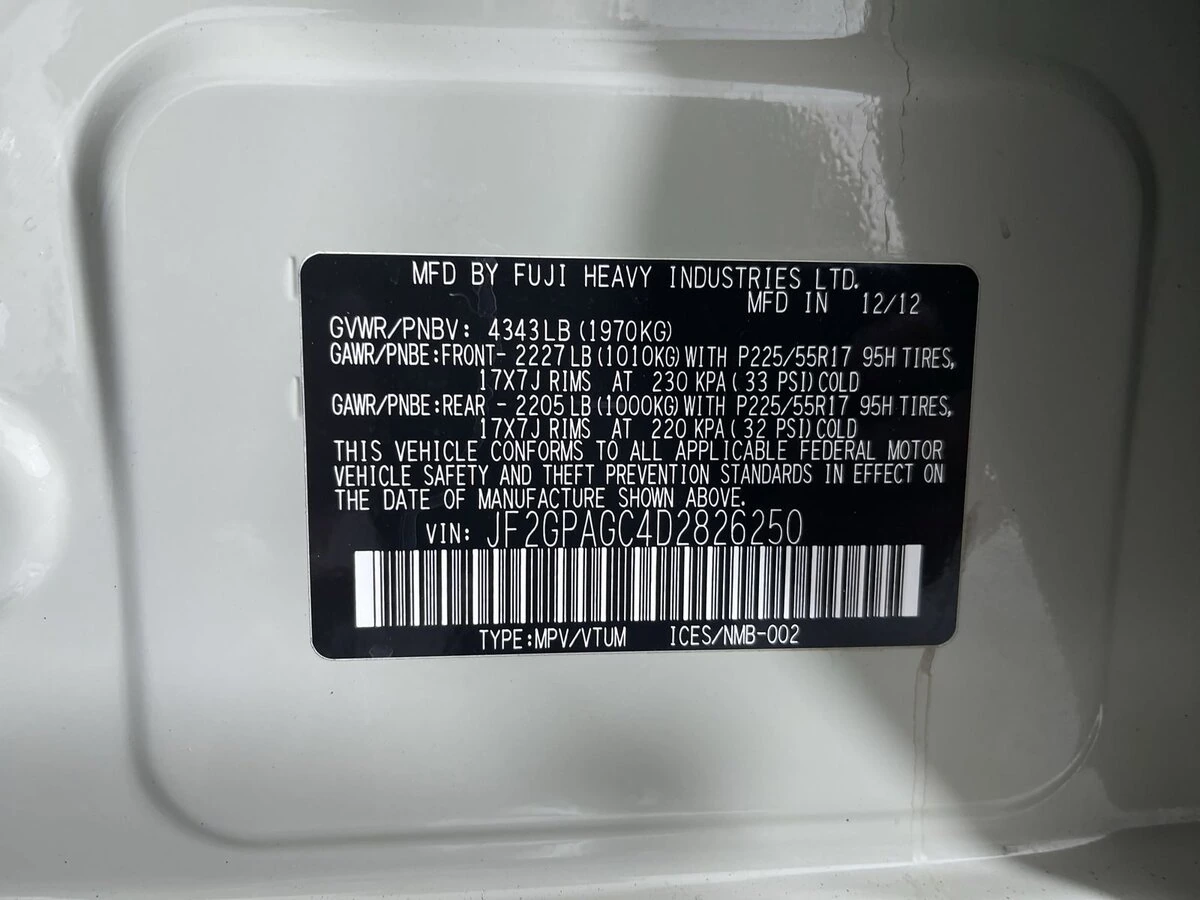 MFD BY FUJI HEAVY INDUSTRIES LTD.
MFD IN 12/12
GVWR/PNBV: 4343LB (1970KG)
GAWR/PNBE:FRONT- 2227LB (1010KG) WITH P225/55R17 95H TIRES,
17X7J RIMS AT 230 KPA( 33 PSI) COLD
GAWR/PNBE:REAR - 2205LB (1000KG) WITH P225/55R17 95H TIRES,
17X7J RIMS AT 220 KPA( 32 PSI) COLD
THIS VEHICLE CONFORMS TO ALL APPLICABLE FEDERAL MOTOR
VEHICLE SAFETY AND THEFT PREVENTION STANDARDS IN EFFECT ON
THE DATE OF MANUFACTURE SHOWN ABOVE.
VIN: JF2GPAGC4D2826250
TYPE:MPV/VTUM ICES/NMB-002